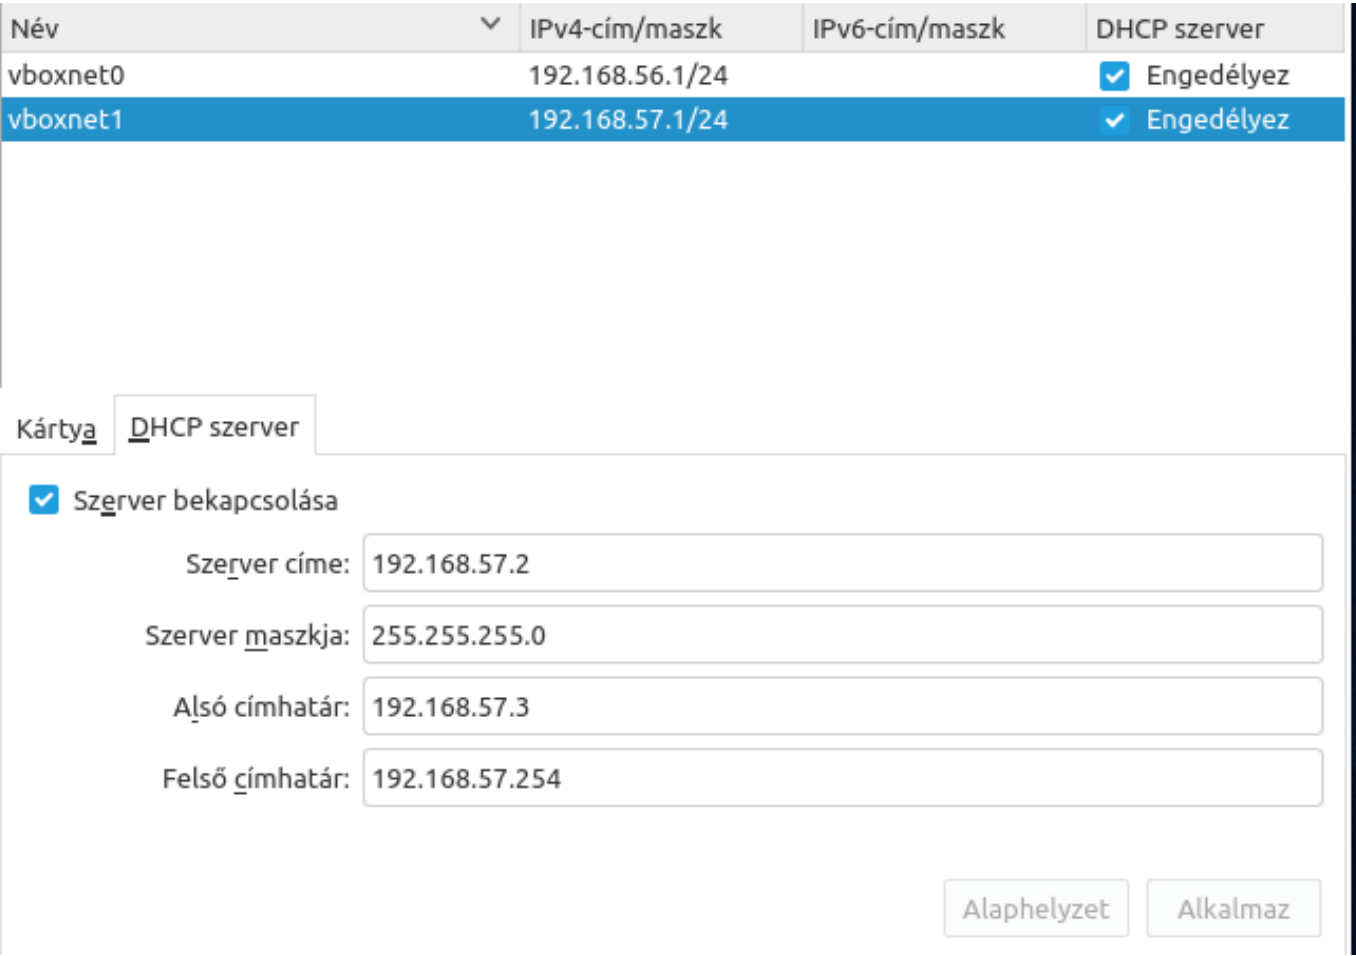 Név IPv4-cím/maszk IPv6-cím/maszk DHCP szerver
vboxnet0 192.168.56.1/24 Engedélyez
vboxnet1 192.168.57.1/24 Engedélyez
Kártya DHCP szerver
Szerver bekapcsolása
Szerver címe: 192.168.57.2
Szerver maszkja: 255.255.255.0
Alsó címhatár: 192.168.57.3
Felső címhatár: 192.168.57.254
Alaphelyzet Alkalmaz